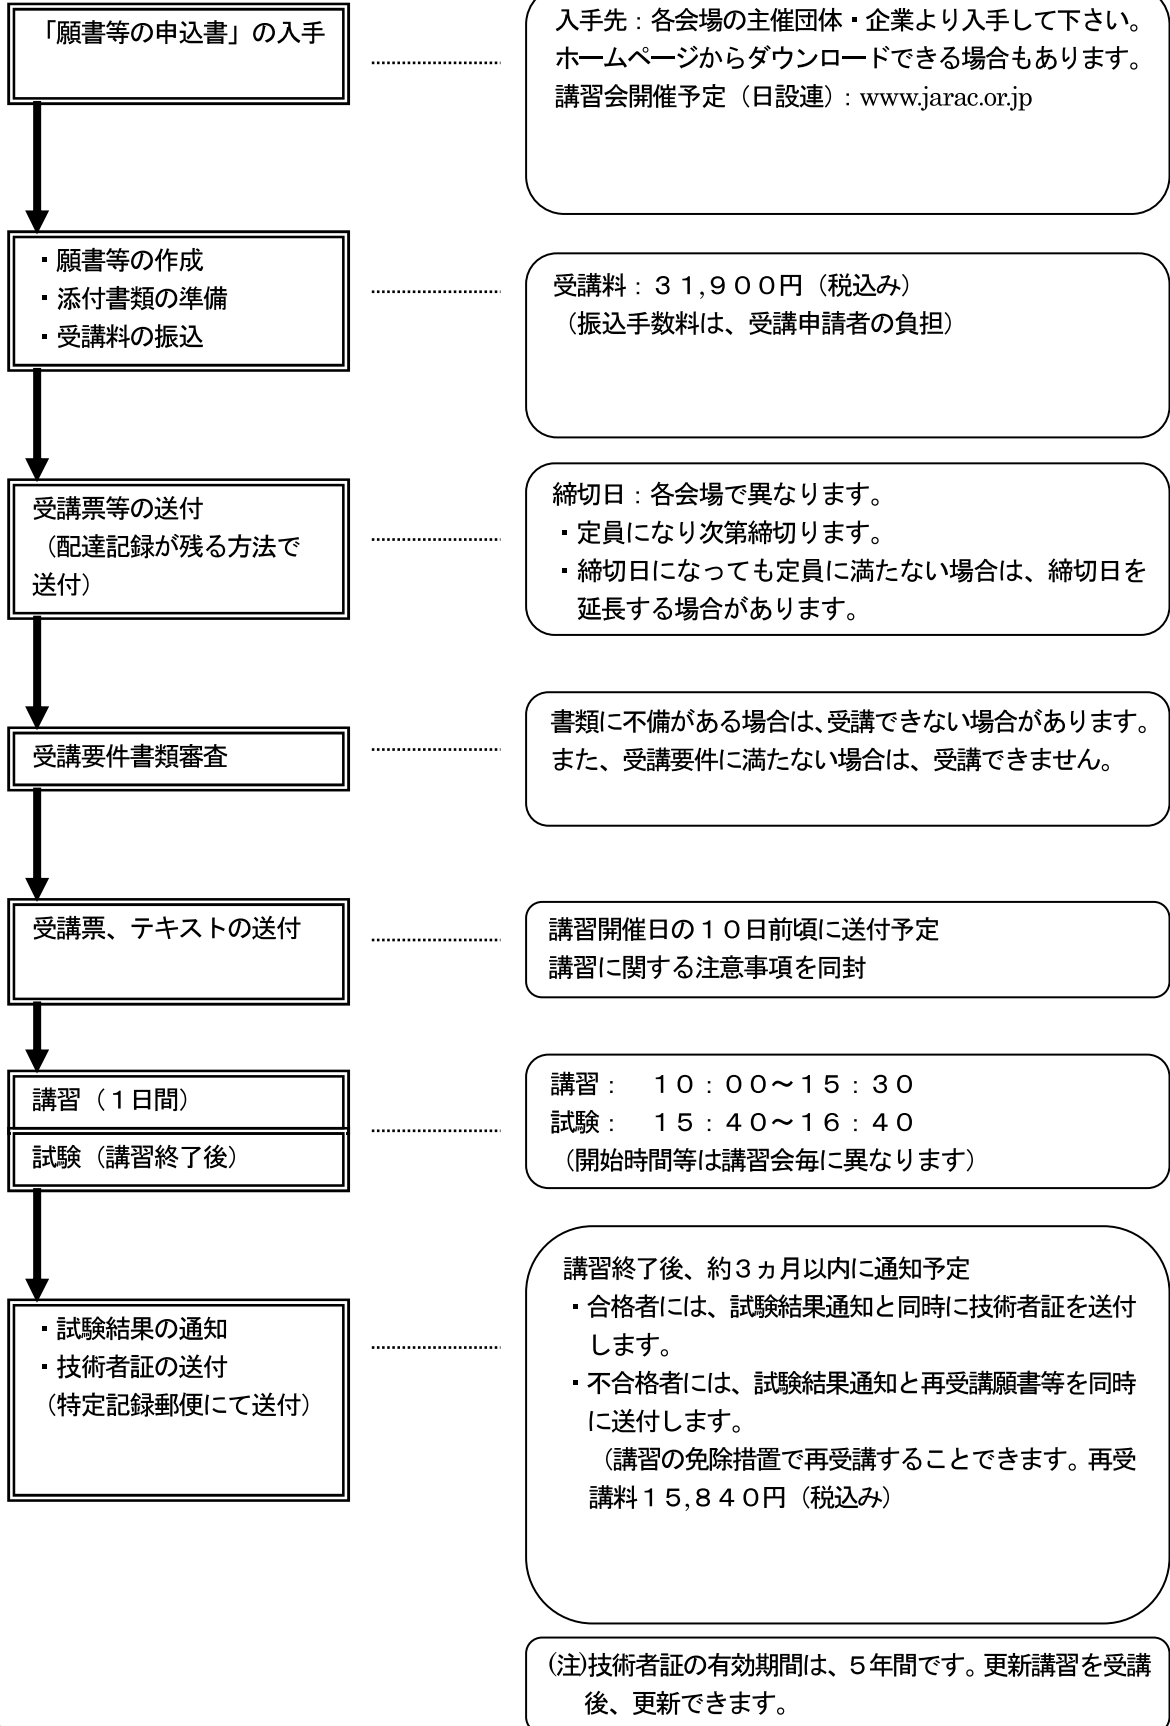 「願書等の申込書」の入手
入手先：各会場の主催団体・企業より入手して下さい。
ホームページからダウンロードできる場合もあります。
講習会開催予定（日設連）：www.jarac.or.jp
・願書等の作成
・添付書類の準備
・受講料の振込
受講料：３１,９００円（税込み）
（振込手数料は、受講申請者の負担）
受講票等の送付
（配達記録が残る方法で
送付）
締切日：各会場で異なります。
・定員になり次第締切ります。
・締切日になっても定員に満たない場合は、締切日を
延長する場合があります。
受講要件書類審査
書類に不備がある場合は、受講できない場合があります。
また、受講要件に満たない場合は、受講できません。
受講票、テキストの送付
講習開催日の１０日前頃に送付予定
講習に関する注意事項を同封
講習（１日間）
試験（講習終了後）
講習：　１０：００～１５：３０
試験：　１５：４０～１６：４０
（開始時間等は講習会毎に異なります）
・試験結果の通知
・技術者証の送付
（特定記録郵便にて送付）
講習終了後、約３ヵ月以内に通知予定
・合格者には、試験結果通知と同時に技術者証を送付
します。
・不合格者には、試験結果通知と再受講願書等を同時
に送付します。
（講習の免除措置で再受講することできます。再受
講料１５,８４０円（税込み）
(注)技術者証の有効期間は、５年間です。更新講習を受講
後、更新できます。